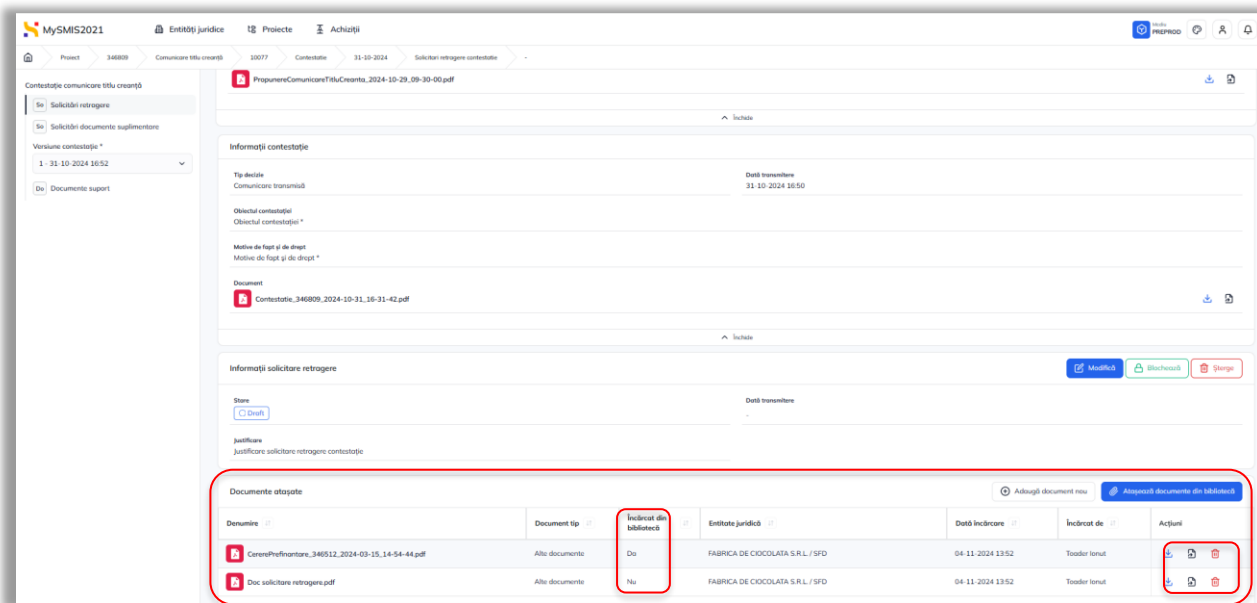 MySMIS2021
Entități juridice
Proiecte
Achiziții
Mediu
PREPROD
Proiect
346809
Comunicare titlu creanță
10077
Contestatie
31-10-2024
Solicitari retragere contestatie
-
Contestație comunicare titlu creanță
So Solicitări retragere
So Solicitări documente suplimentare
Versiune contestație *
1 - 31-10-2024 16:52
Do Documente suport
PropunereComunicareTitluCreanta_2024-10-29_09-30-00.pdf
Închide
Informații contestație
Tip decizie
Comunicare transmisă
Dată transmitere
31-10-2024 16:50
Obiectul contestației
Obiectul contestației *
Motive de fapt și de drept
Motive de fapt și de drept *
Document
Contestatie_346809_2024-10-31_16-31-42.pdf
Închide
Informații solicitare retragere
Modifică
Blochează
Șterge
Stare
Draft
Dată transmitere
-
Justificare
Justificare solicitare retragere contestație
Documente atașate
Adaugă document nou
Atașează documente din bibliotecă
Denumire
Document tip
Încărcat din
bibliotecă
Entitate juridică
Dată încărcare
Încărcat de
Acțiuni
CererePrefinantare_346512_2024-03-15_14-54-44.pdf
Alte documente
Da
FABRICA DE CIOCOLATA S.R.L. / SFD
04-11-2024 13:52
Toader Ionut
Doc solicitare retragere.pdf
Alte documente
Nu
FABRICA DE CIOCOLATA S.R.L. / SFD
04-11-2024 13:52
Toader Ionut